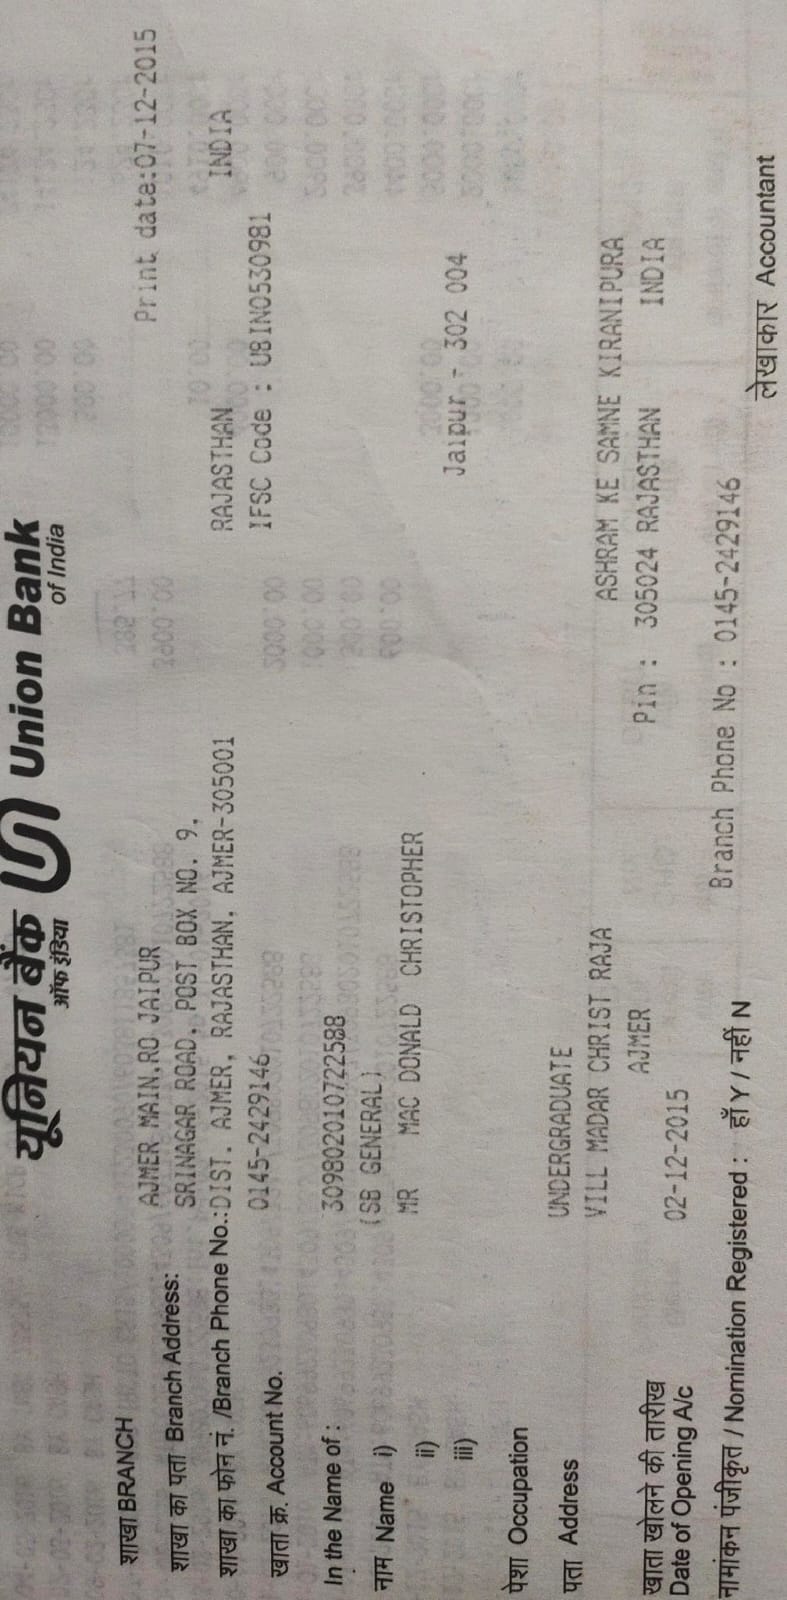 यूनियन बैंक Union Bank
ऑफ इंडिया of India
Print date:07-12-2015
शाखा BRANCH AJMER MAIN,RO JAIPUR
शाखा का पता Branch Address: SRINAGAR ROAD, POST BOX NO. 9,
शाखा का फोन नं. /Branch Phone No.:DIST. AJMER, RAJASTHAN, AJMER-305001 RAJASTHAN INDIA
0145-2429146 IFSC Code : UBIN0530981
खाता क्र. Account No.
309802010722588
In the Name of : (SB GENERAL)
नाम Name i) MR MAC DONALD CHRISTOPHER
ii) Jaipur - 302 004
iii)
पेशा Occupation
UNDERGRADUATE
पता Address VILL MADAR CHRIST RAJA ASHRAM KE SAMNE KIRANIPURA
AJMER Pin : 305024 RAJASTHAN INDIA
खाता खोलने की तारीख 02-12-2015
Date of Opening A/c
Branch Phone No : 0145-2429146
नामांकन पंजीकृत / Nomination Registered : हाँ Y / नहीं N
लेखाकार Accountant